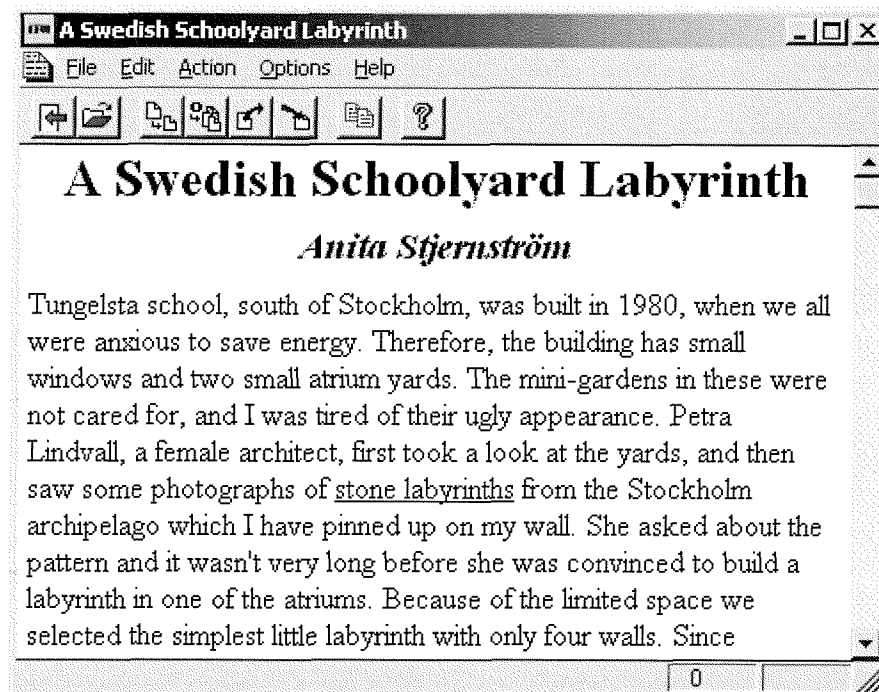 A Swedish Schoolyard Labyrinth
File Edit Action Options Help
A Swedish Schoolyard Labyrinth
Anita Stjernström
Tungelsta school, south of Stockholm, was built in 1980, when we all
were anxious to save energy. Therefore, the building has small
windows and two small atrium yards. The mini-gardens in these were
not cared for, and I was tired of their ugly appearance. Petra
Lindvall, a female architect, first took a look at the yards, and then
saw some photographs of stone labyrinths from the Stockholm
archipelago which I have pinned up on my wall. She asked about the
pattern and it wasn't very long before she was convinced to build a
labyrinth in one of the atriums. Because of the limited space we
selected the simplest little labyrinth with only four walls. Since
0